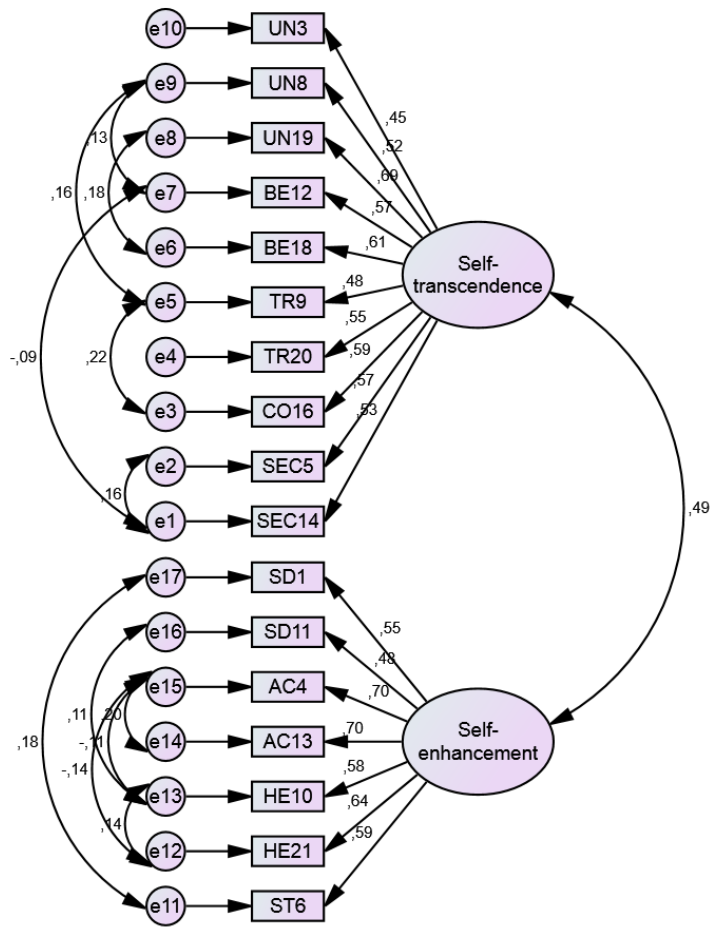 e10 UN3
,45
e9 UN8
,13
,52
e8 UN19
,69
,16 ,18 e7 BE12
,57
e6 BE18
,61
Self-
transcendence
e5 TR9
,48
,55
-,09 ,22 e4 TR20
,59
,57
e3 CO16
,53
e2 SEC5
,16
e1 SEC14
,49
e17 SD1
,55
e16 SD11
,48
e15 AC4
,70
,11 ,20
,18 -,11 e14 AC13
,70
Self-
enhancement
-,14
,58
e13 HE10
,64
,14
e12 HE21
,59
e11 ST6